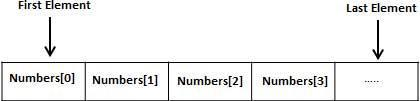 First Element Last Element
Numbers[0] Numbers[1] Numbers[2] Numbers[3] .....